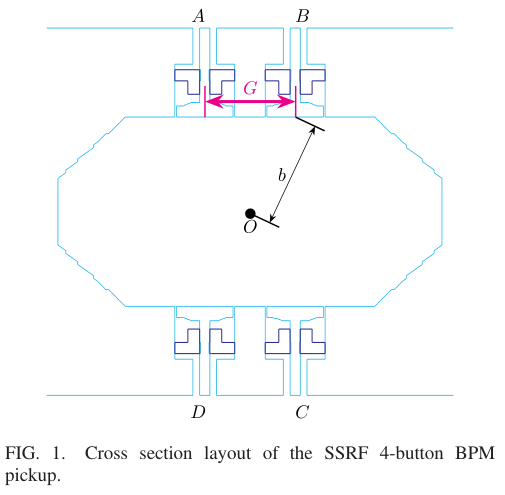 A B
G
b
O
D C
FIG. 1. Cross section layout of the SSRF 4-button BPM
pickup.